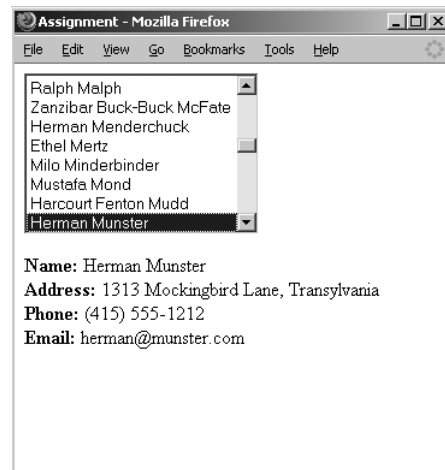 Assignment - Mozilla Firefox
File Edit View Go Bookmarks Tools Help
Ralph Malph
Zanzibar Buck-Buck McFate
Herman Menderchuck
Ethel Mertz
Milo Minderbinder
Mustafa Mond
Harcourt Fenton Mudd
Herman Munster
Name: Herman Munster
Address: 1313 Mockingbird Lane, Transylvania
Phone: (415) 555-1212
Email: herman@munster.com